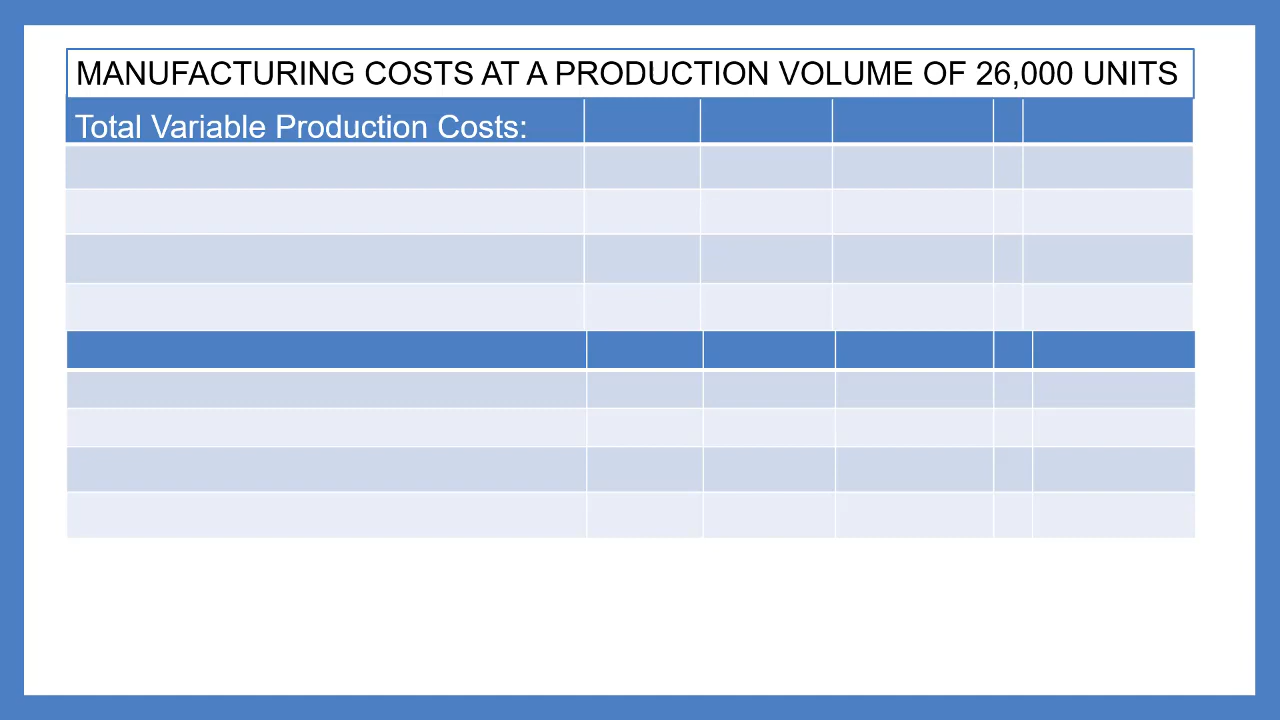 MANUFACTURING COSTS AT A PRODUCTION VOLUME OF 26,000 UNITS
Total Variable Production Costs: